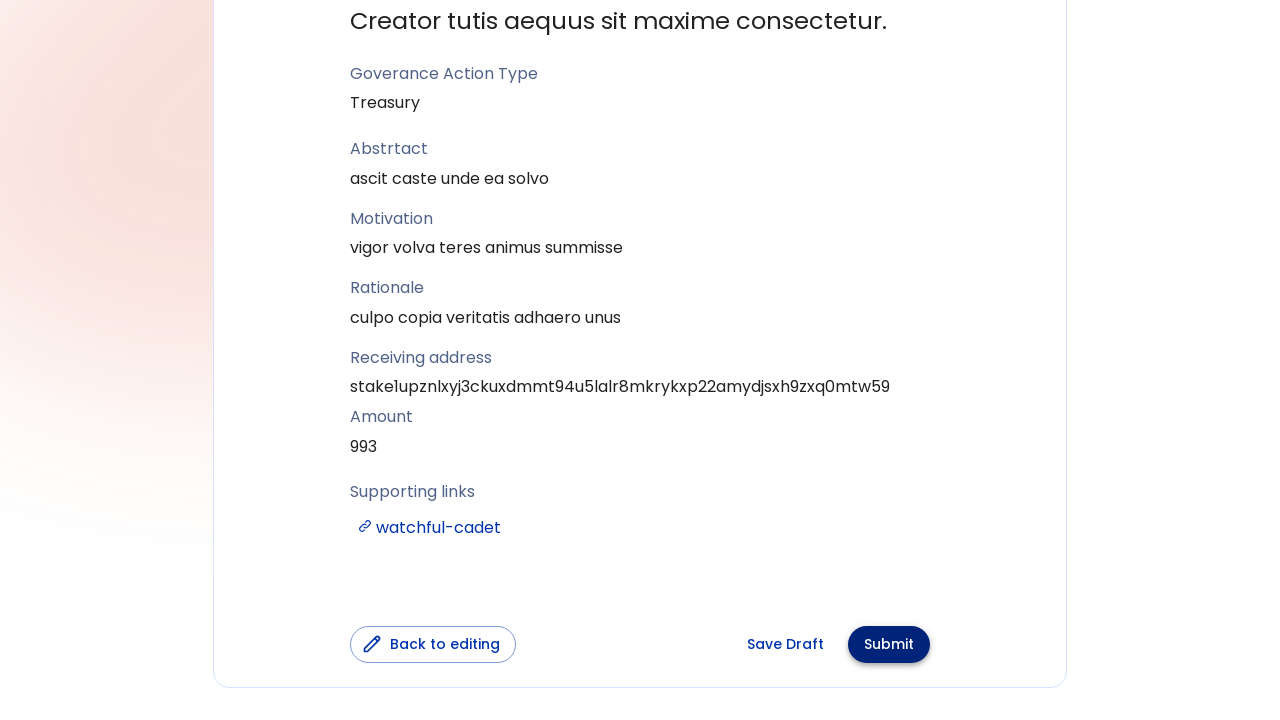 Creator tutis aequus sit maxime consectetur.
Goverance Action Type
Treasury
Abstrtact
ascit caste unde ea solvo
Motivation
vigor volva teres animus summisse
Rationale
culpo copia veritatis adhaero unus
Receiving address
stake1upznlxyj3ckuxdmmt94u5lalr8mkrykxp22amydjsxh9zxq0mtw59
Amount
993
Supporting links
watchful-cadet
Back to editing
Save Draft
Submit